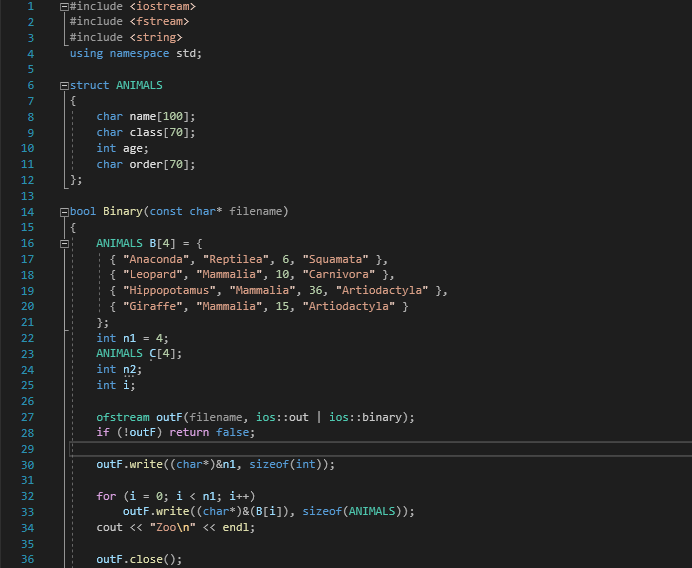 1 #include <iostream>
2 #include <fstream>
3 #include <string>
4 using namespace std;
5
6 struct ANIMALS
7 {
8     char name[100];
9     char class[70];
10     int age;
11     char order[70];
12 };
13
14 bool Binary(const char* filename)
15 {
16     ANIMALS B[4] = {
17       { "Anaconda", "Reptilea", 6, "Squamata" },
18       { "Leopard", "Mammalia", 10, "Carnivora" },
19       { "Hippopotamus", "Mammalia", 36, "Artiodactyla" },
20       { "Giraffe", "Mammalia", 15, "Artiodactyla" }
21     };
22     int n1 = 4;
23     ANIMALS C[4];
24     int n2;
25     int i;
26
27     ofstream outF(filename, ios::out | ios::binary);
28     if (!outF) return false;
29
30     outF.write((char*)&n1, sizeof(int));
31
32     for (i = 0; i < n1; i++)
33         outF.write((char*)&(B[i]), sizeof(ANIMALS));
34     cout << "Zoo\n" << endl;
35
36     outF.close();